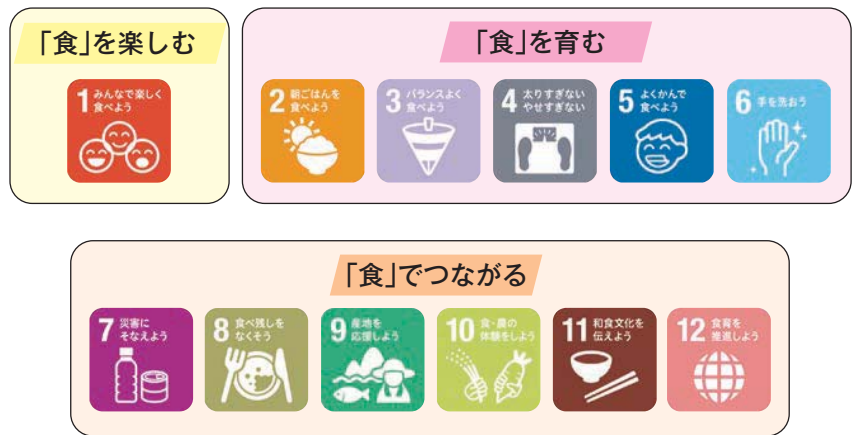 「食」を楽しむ
1 みんなで楽しく
食べよう
「食」を育む
2 朝ごはんを
食べよう
3 バランスよく
食べよう
4 太りすぎない
やせすぎない
5 よくかんで
食べよう
6 手を洗おう
「食」でつながる
7 災害に
そなえよう
8 食べ残しを
なくそう
9 産地を
応援しよう
10 食・農の
体験をしよう
11 和食文化を
伝えよう
12 食育を
推進しよう